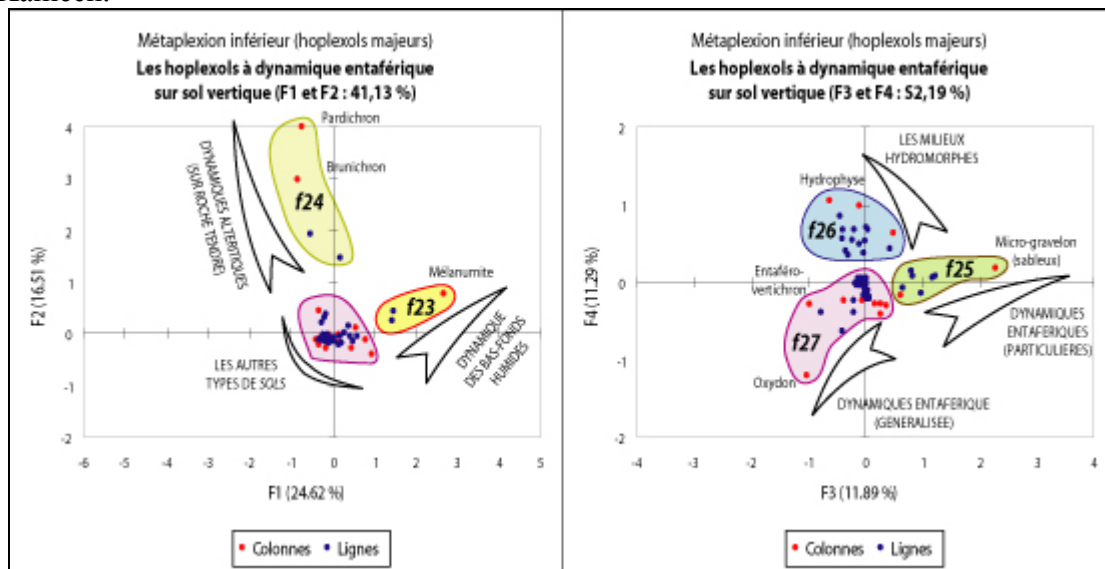 Métaplexion inférieur (hoplexols majeurs)
Les hoplexols à dynamique entaférique
sur sol vertique (F1 et F2 : 41,13 %)
Pardichron
Brunichron
DYNAMIQUES ALTERITIQUES
(SUR ROCHE TENDRE)
f24
Mélanumite
f23
DYNAMIQUE
DES BAS-FONDS
HUMIDES
LES AUTRES
TYPES DE SOLS
F2 (16.51 %)
4
3
2
1
0
-1
-2
-6
-5
-4
-3
-2
-1
0
1
2
3
4
5
F1 (24.62 %)
Colonnes
Lignes
Métaplexion inférieur (hoplexols majeurs)
Les hoplexols à dynamique entaférique
sur sol vertique (F3 et F4 : S2,19 %)
LES MILIEUX
HYDROMORPHES
Hydrophyse
f26
Micro-gravelon
(sableux)
f25
Entaféro-
vertichron
f27
DYNAMIQUES
ENTAFERIQUES
(PARTICULIERES)
Oxydon
DYNAMIQUES ENTAFERIQUE
(GENERALISEE)
F4 (11.29 %)
2
1
0
-1
-2
-4
-3
-2
-1
0
1
2
3
4
F3 (11.89 %)
Colonnes
Lignes